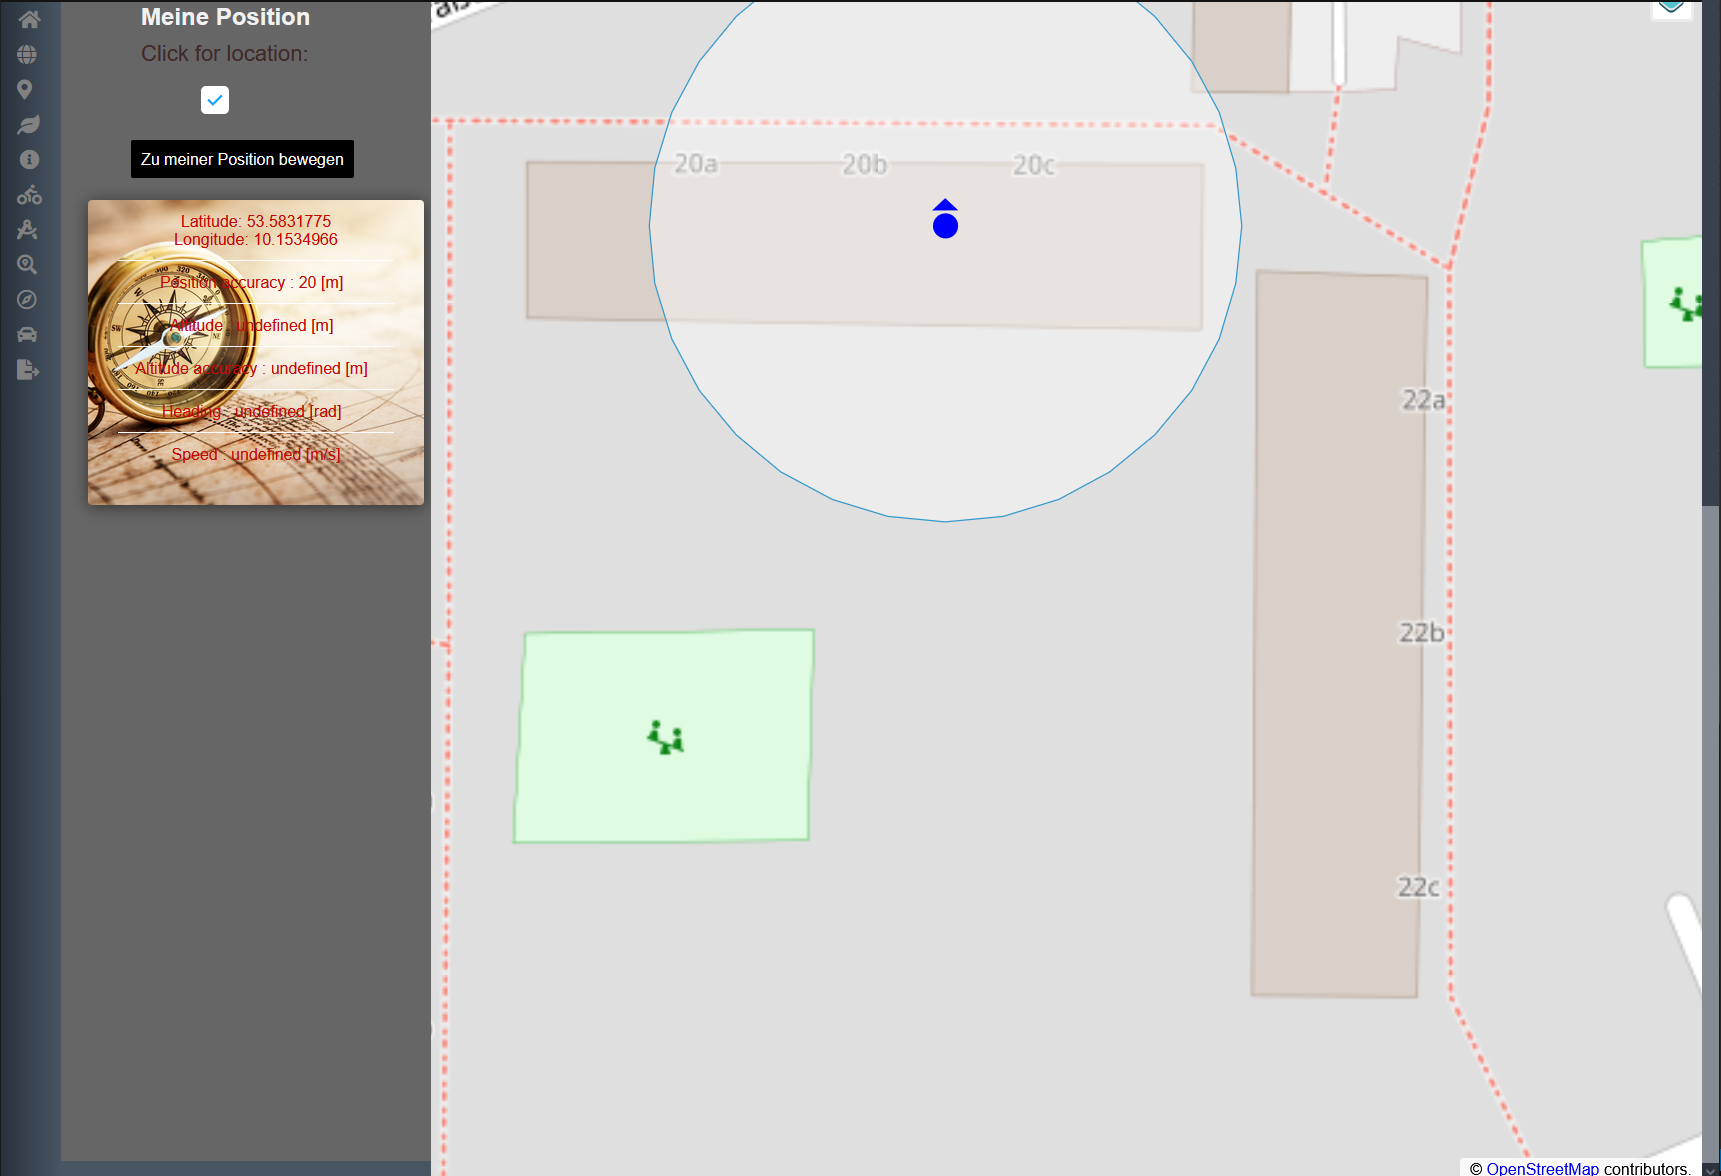 Meine Position
Click for location:
Zu meiner Position bewegen
Latitude: 53.5831775
Longitude: 10.1534966
Position accuracy : 20 [m]
Altitude : undefined [m]
Altitude accuracy : undefined [m]
Heading : undefined [rad]
Speed : undefined [m/s]
20a
20b
20c
22a
22b
22c
© OpenStreetMap contributors.